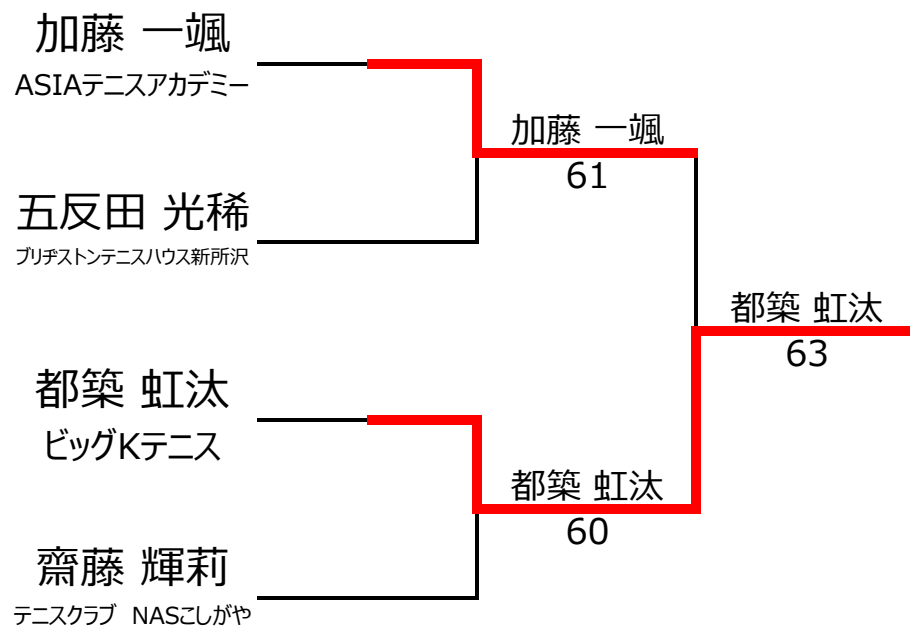 加藤 一颯
ASIAテニスアカデミー
加藤 一颯
61
五反田 光稀
ブリヂストンテニスハウス新所沢
都築 虹汰
63
都築 虹汰
ビッグKテニス
都築 虹汰
60
齋藤 輝莉
テニスクラブ　NASこしがや